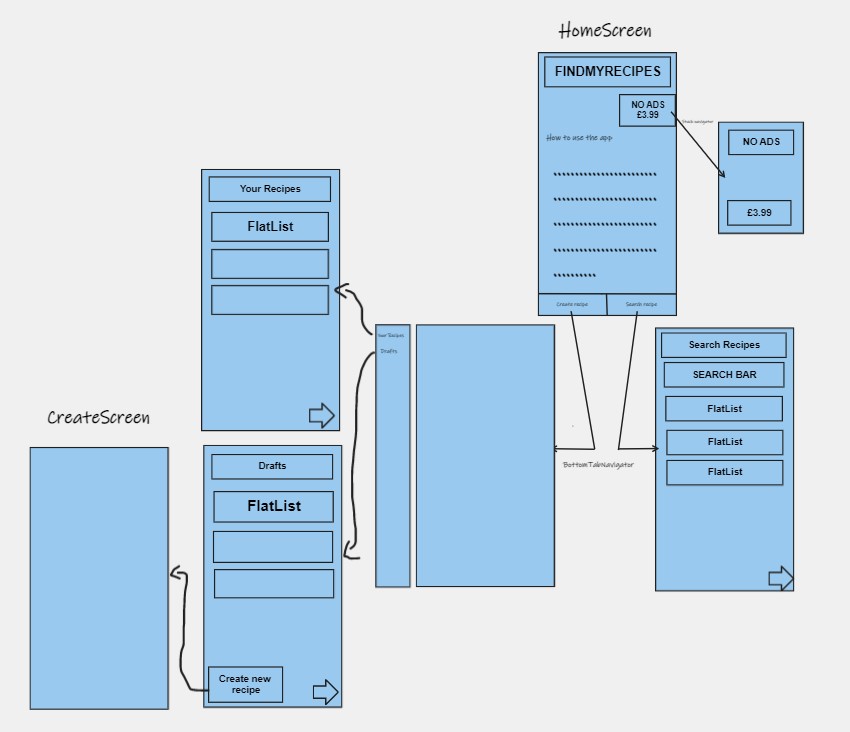 HomeScreen
FINDMYRECIPES
NO ADS
£3.99
Stack navigator
How to use the app
NO ADS
£3.99
Create recipe
Search recipe
Your Recipes
FlatList
Your Recipes
Drafts
Search Recipes
SEARCH BAR
FlatList
FlatList
FlatList
BottomTabNavigator
CreateScreen
Drafts
FlatList
Create new
recipe